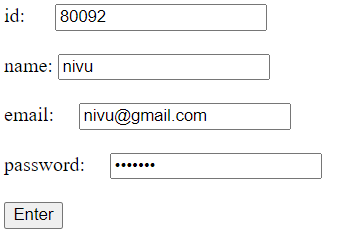 id: 80092
name: nivu
email: nivu@gmail.com
password: •••••••
Enter